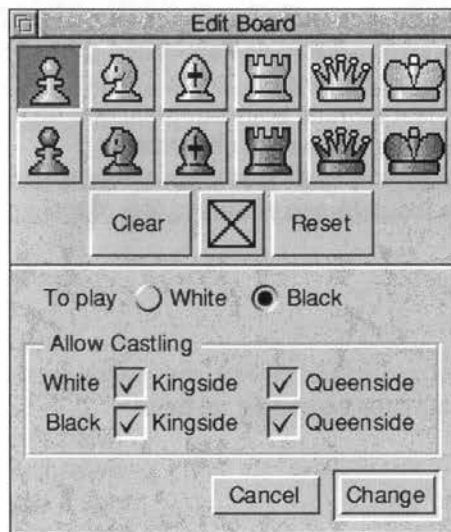 Edit Board
Clear Reset
To play White Black
Allow Castling
White Kingside Queenside
Black Kingside Queenside
Cancel Change